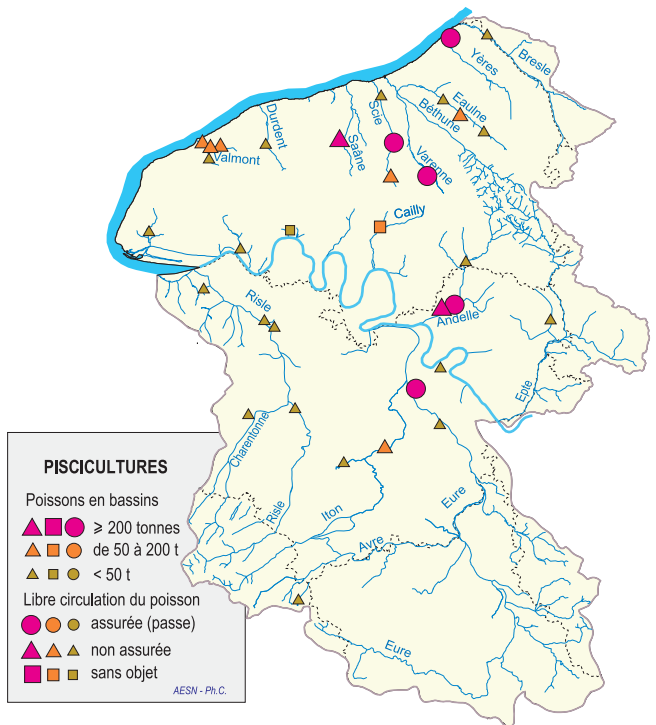 Yères
Bresle
Eaulne
Béthune
Scie
Durdent
Saâne
Varenne
Valmont
Cailly
Risle
Andelle
Epte
Charentonne
Risle
Iton
Eure
Avre
Eure
PISCICULTURES
Poissons en bassins
⩾ 200 tonnes
de 50 à 200 t
< 50 t
Libre circulation du poisson
assurée (passe)
non assurée
sans objet
AESN - Ph.C.